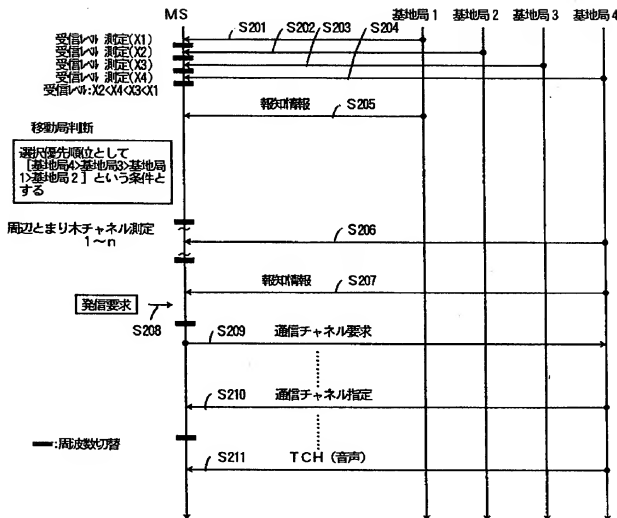 MS
基地局1
基地局2
基地局3
基地局4
S201
S202
S203
S204
受信レベル 測定(X1)
受信レベル 測定(X2)
受信レベル 測定(X3)
受信レベル 測定(X4)
受信レベル:X2<X4<X3<X1
報知情報
S205
移動局判断
選択優先順位として
[基地局4>基地局3>基地局
1>基地局2]という条件と
する
周辺とまり木チャネル測定
1~n
S206
報知情報
S207
発信要求
S208
S209
通信チャネル要求
S210
通信チャネル指定
━:周波数切替
S211
TCH (音声)